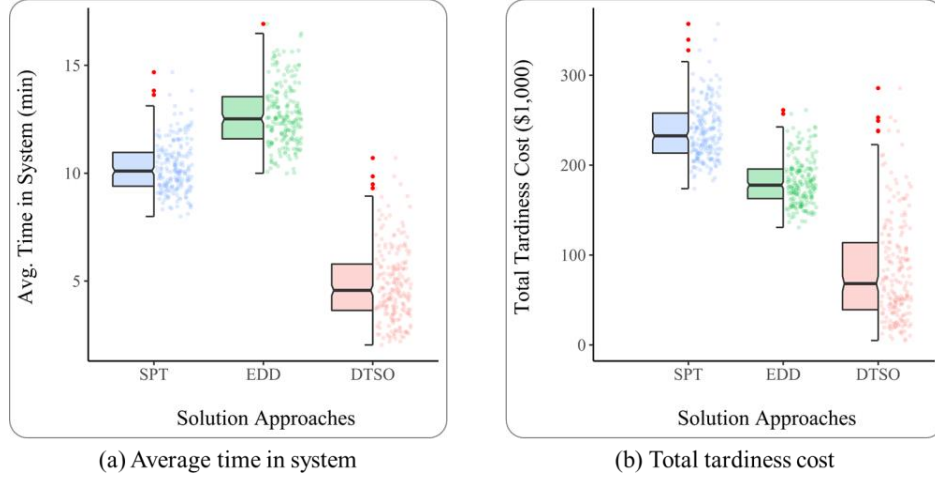 Avg. Time in System (min)
15
10
5
SPT EDD DTSO
Solution Approaches
(a) Average time in system
Total Tardiness Cost ($1,000)
300
200
100
0
SPT EDD DTSO
Solution Approaches
(b) Total tardiness cost